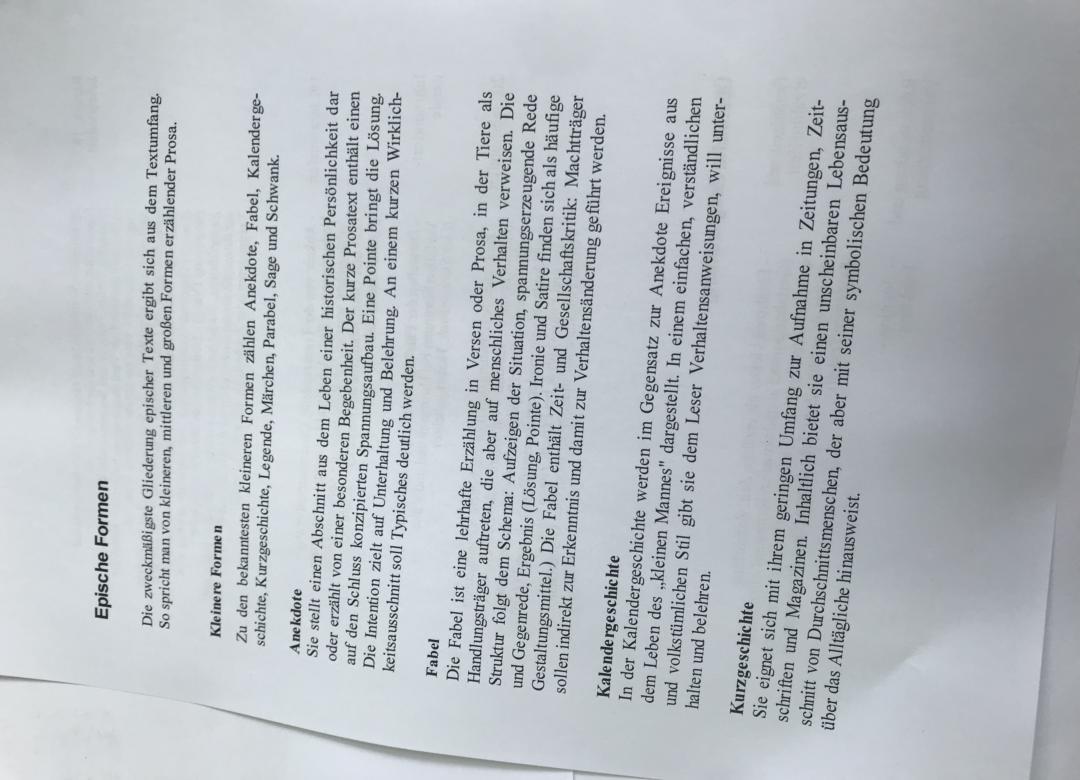 Epische Formen
Die zweckmäßigste Gliederung epischer Texte ergibt sich aus dem Textumfang.
So spricht man von kleineren, mittleren und großen Formen erzählender Prosa.
Kleinere Formen
Zu den bekanntesten kleineren Formen zählen Anekdote, Fabel, Kalenderge-
schichte, Kurzgeschichte, Legende, Märchen, Parabel, Sage und Schwank.
Anekdote
Sie stellt einen Abschnitt aus dem Leben einer historischen Persönlichkeit dar
oder erzählt von einer besonderen Begebenheit. Der kurze Prosatext enthält einen
auf den Schluss konzipierten Spannungsaufbau. Eine Pointe bringt die Lösung.
Die Intention zielt auf Unterhaltung und Belehrung. An einem kurzen Wirklich-
keitsausschnitt soll Typisches deutlich werden.
Fabel
Die Fabel ist eine lehrhafte Erzählung in Versen oder Prosa, in der Tiere als
Handlungsträger auftreten, die aber auf menschliches Verhalten verweisen. Die
Struktur folgt dem Schema: Aufzeigen der Situation, spannungserzeugende Rede
und Gegenrede, Ergebnis (Lösung, Pointe). Ironie und Satire finden sich als häufige
Gestaltungsmittel.) Die Fabel enthält Zeit- und Gesellschaftskritik: Machtträger
sollen indirekt zur Erkenntnis und damit zur Verhaltensänderung geführt werden.
Kalendergeschichte
In der Kalendergeschichte werden im Gegensatz zur Anekdote Ereignisse aus
dem Leben des „kleinen Mannes" dargestellt. In einem einfachen, verständlichen
und volkstümlichen Stil gibt sie dem Leser Verhaltensanweisungen, will unter-
halten und belehren.
Kurzgeschichte
Sie eignet sich mit ihrem geringen Umfang zur Aufnahme in Zeitungen, Zeit-
schriften und Magazinen. Inhaltlich bietet sie einen unscheinbaren Lebensaus-
schnitt von Durchschnittsmenschen, der aber mit seiner symbolischen Bedeutung
über das Alltägliche hinausweist.